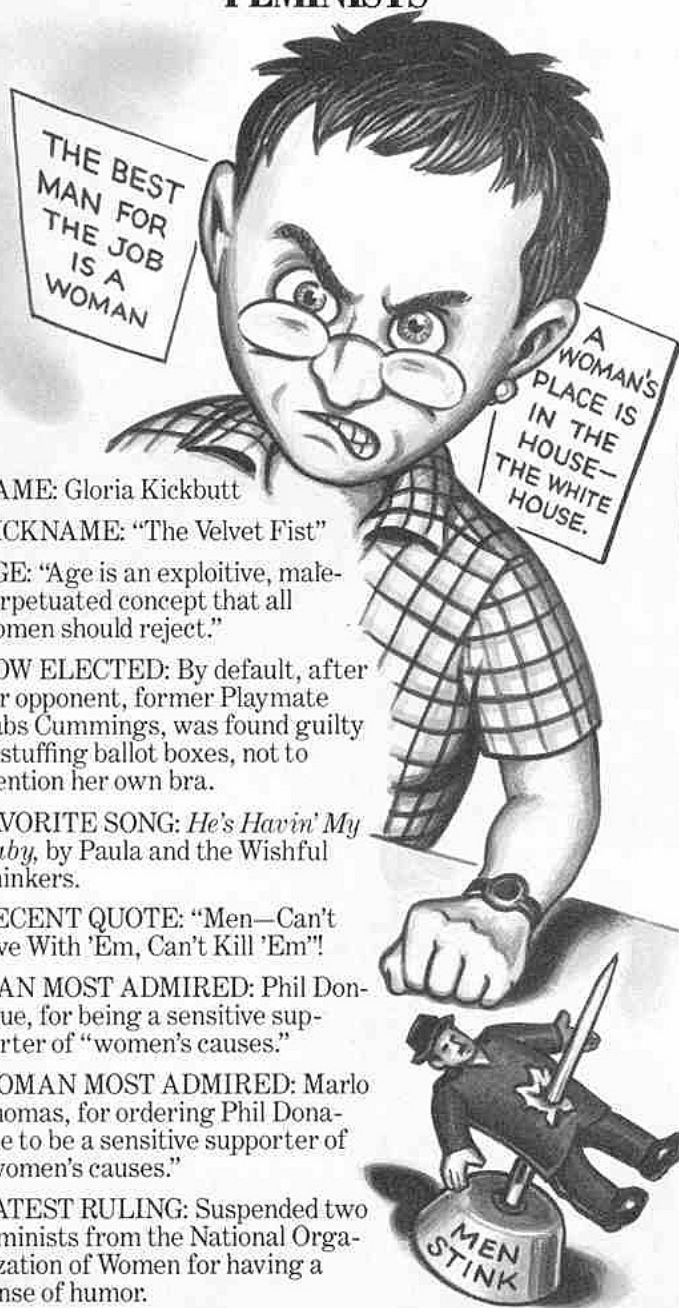 FEMINISTS
THE BEST
MAN FOR
THE JOB
IS A
WOMAN
A
WOMAN'S
PLACE IS
IN THE
HOUSE—
THE WHITE
HOUSE.
AME: Gloria Kickbutt
ICKNAME: “The Velvet Fist”
GE: “Age is an exploitive, male-
rpetuated concept that all
omen should reject.”
OW ELECTED: By default, after
r opponent, former Playmate
bs Cummings, was found guilty
stuffing ballot boxes, not to
ention her own bra.
VORITE SONG: He's Havin' My
aby, by Paula and the Wishful
inkers.
ECENT QUOTE: “Men—Can't
ve With 'Em, Can't Kill 'Em”!
AN MOST ADMIRED: Phil Don-
ue, for being a sensitive sup-
rter of “women's causes.”
OMAN MOST ADMIRED: Marlo
homas, for ordering Phil Dona-
e to be a sensitive supporter of
women's causes.”
ATEST RULING: Suspended two
minists from the National Orga-
zation of Women for having a
nse of humor.
MEN
STINK